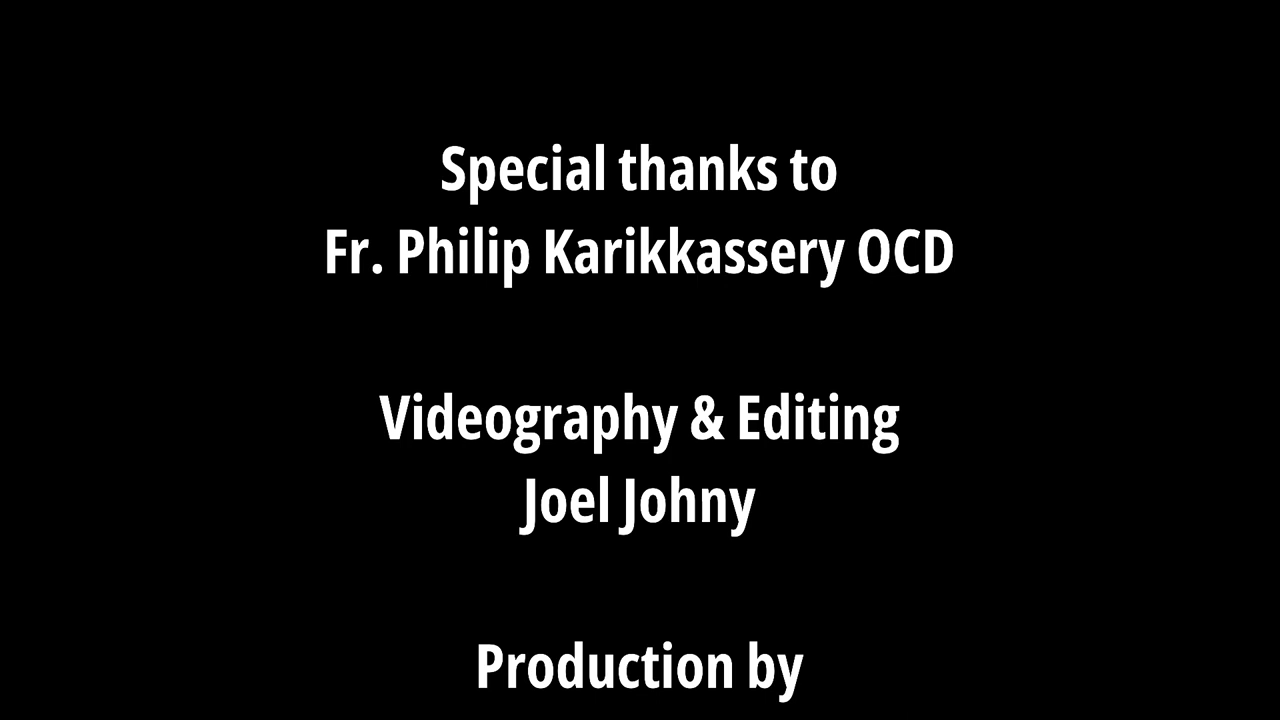 Special thanks to
Fr. Philip Karikkassery OCD
Videography & Editing
Joel Johny
Production by